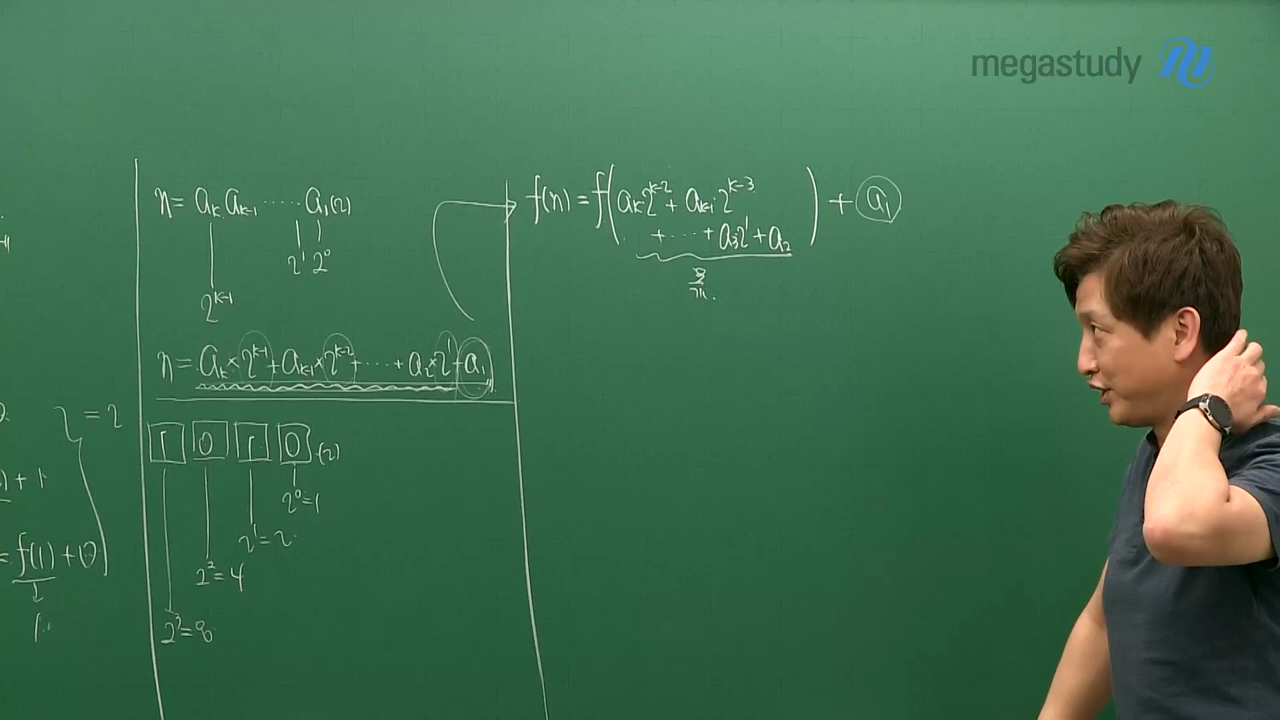 megastudy
n = a_k a_{k-1} ······ a_1(2)
2^1 2^0
2^{k-1}
n = a_k × 2^{k-1} + a_{k-1} × 2^{k-2} + ··· + a_2 × 2^1 + a_1
1 0 1 0 (2)
2^0 = 1
2^1 = 2
2^2 = 4
2^3 = 8
= 2
) + 1
= f(1) + 0
f(n) = f( a_k 2^{k-2} + a_{k-1} 2^{k-3}
+ ··· + a_3 2^1 + a_2 ) + a_1
몫